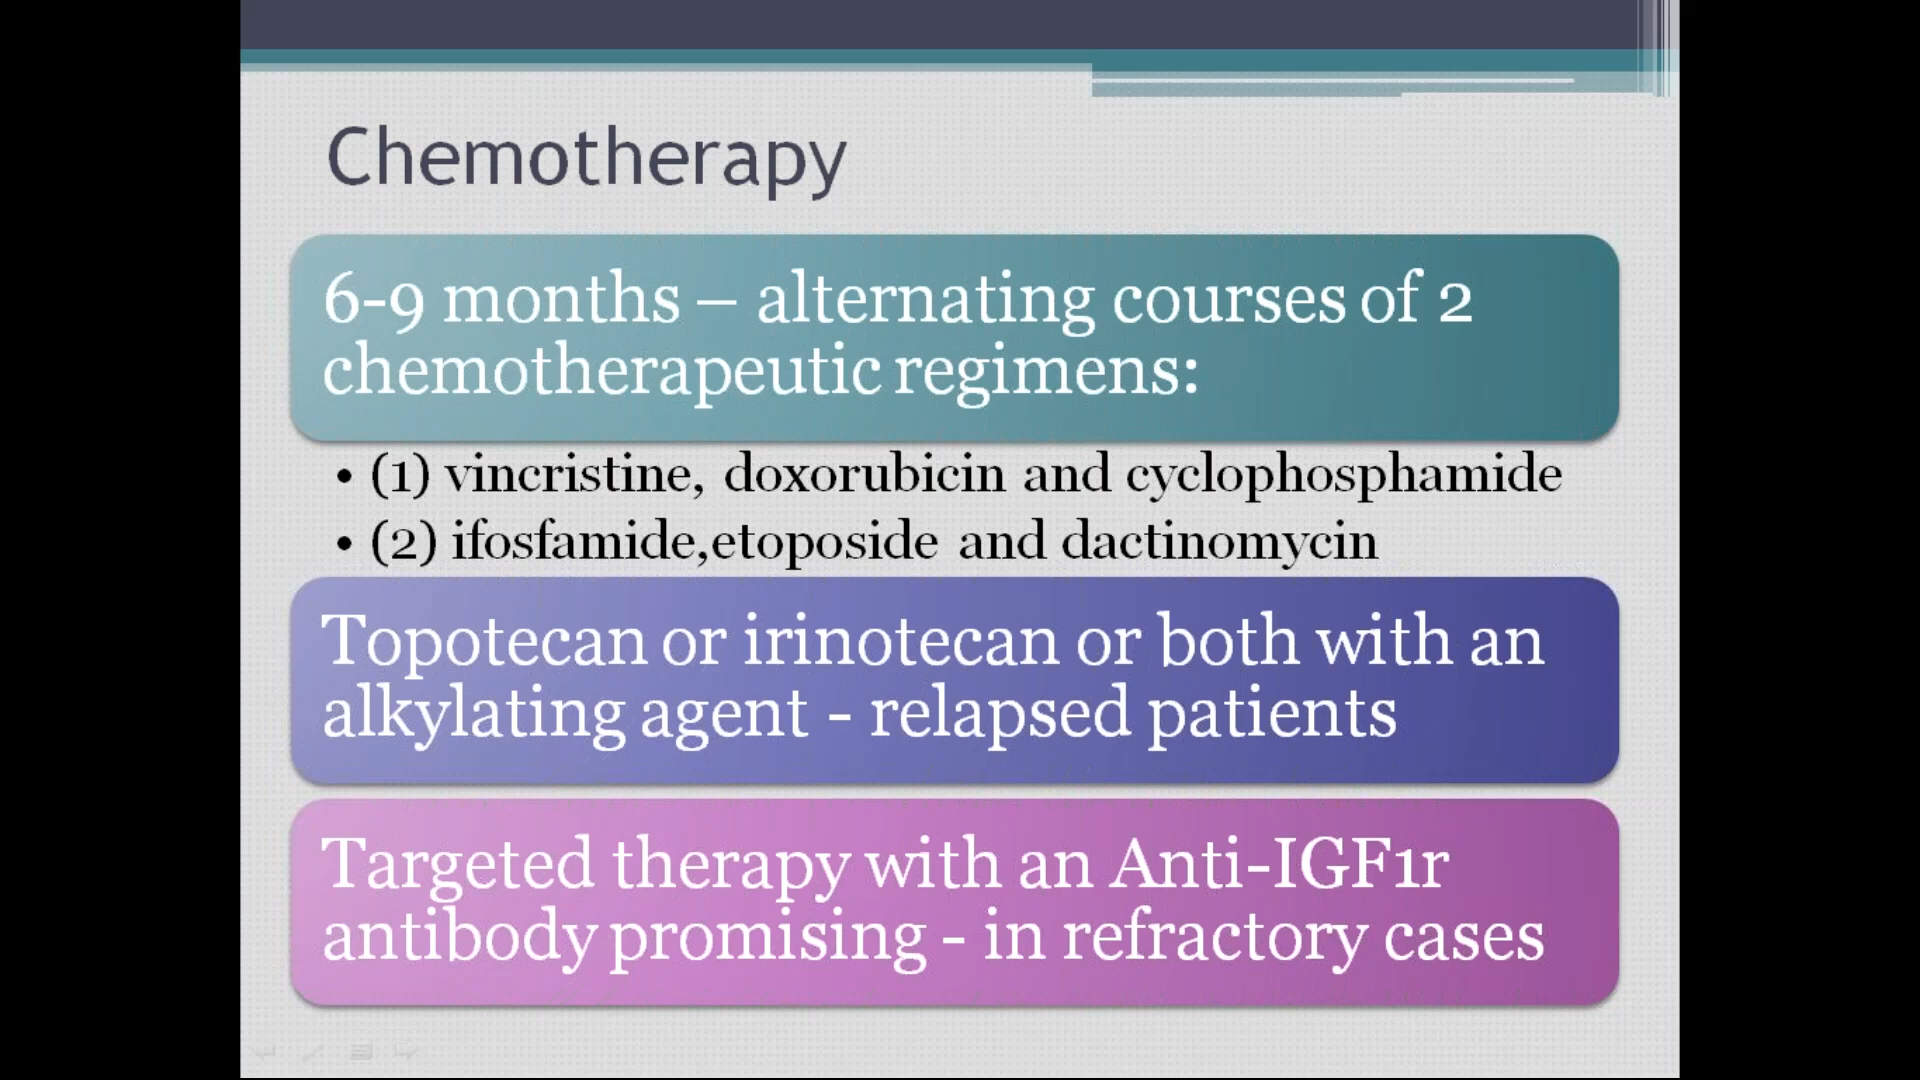 Chemotherapy
6-9 months – alternating courses of 2
chemotherapeutic regimens:
• (1) vincristine, doxorubicin and cyclophosphamide
• (2) ifosfamide,etoposide and dactinomycin
Topotecan or irinotecan or both with an
alkylating agent - relapsed patients
Targeted therapy with an Anti-IGF1r
antibody promising - in refractory cases